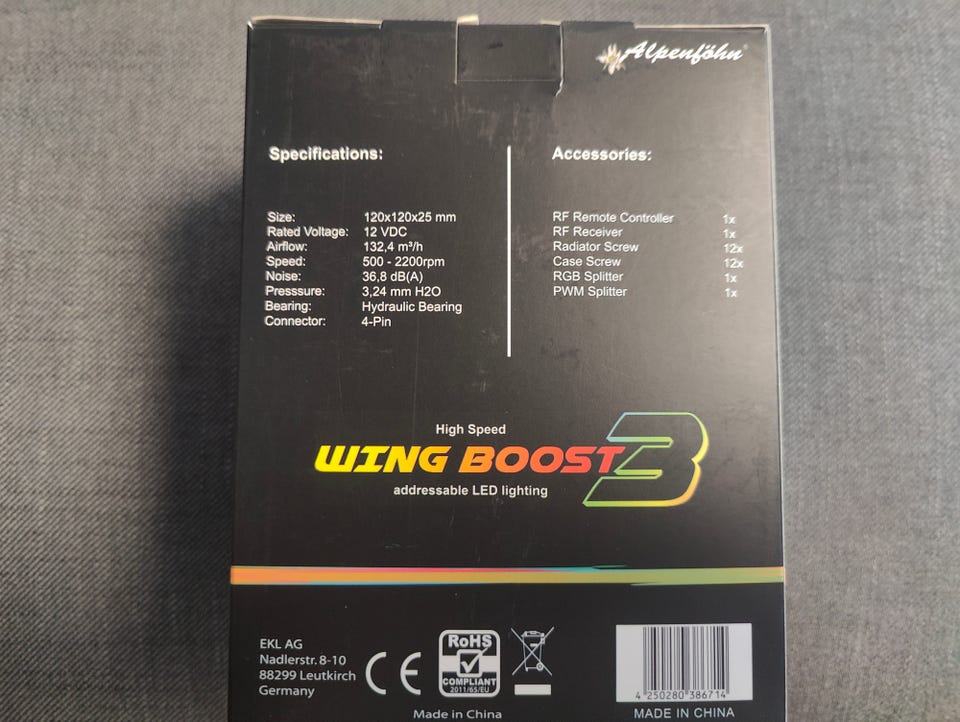 Alpenföhn®
Specifications:
Size: 120x120x25 mm
Rated Voltage: 12 VDC
Airflow: 132,4 m³/h
Speed: 500 - 2200rpm
Noise: 36,8 dB(A)
Presssure: 3,24 mm H2O
Bearing: Hydraulic Bearing
Connector: 4-Pin
Accessories:
RF Remote Controller 1x
RF Receiver 1x
Radiator Screw 12x
Case Screw 12x
RGB Splitter 1x
PWM Splitter 1x
High Speed
WING BOOST 3
addressable LED lighting
EKL AG
Nadlerstr. 8-10
88299 Leutkirch
Germany
CE
RoHS
COMPLIANT
2011/65/EU
Made in China
4 250280 386714
MADE IN CHINA